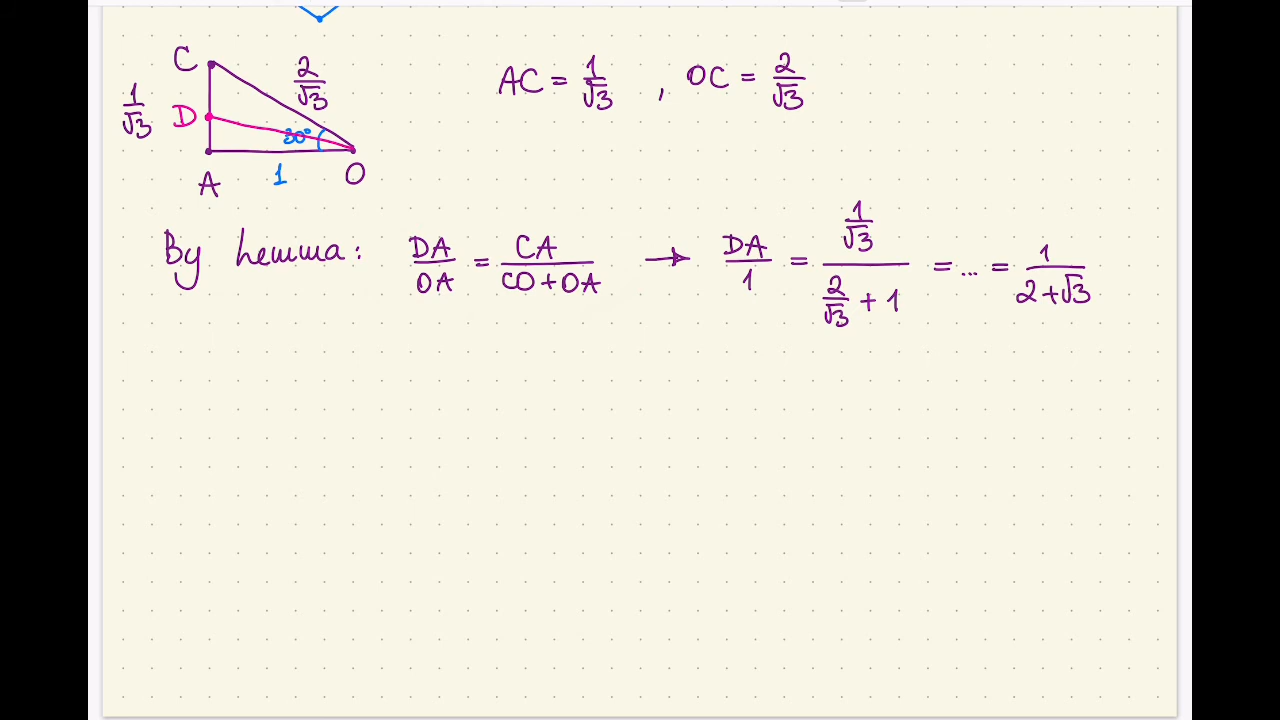 C 2/√3 AC = 1/√3 , OC = 2/√3
1/√3 D 30°
A 1 O
By Lemma: DA/OA = CA/(CO+OA) → DA/1 = (1/√3)/(2/√3 + 1) = ... = 1/(2+√3)